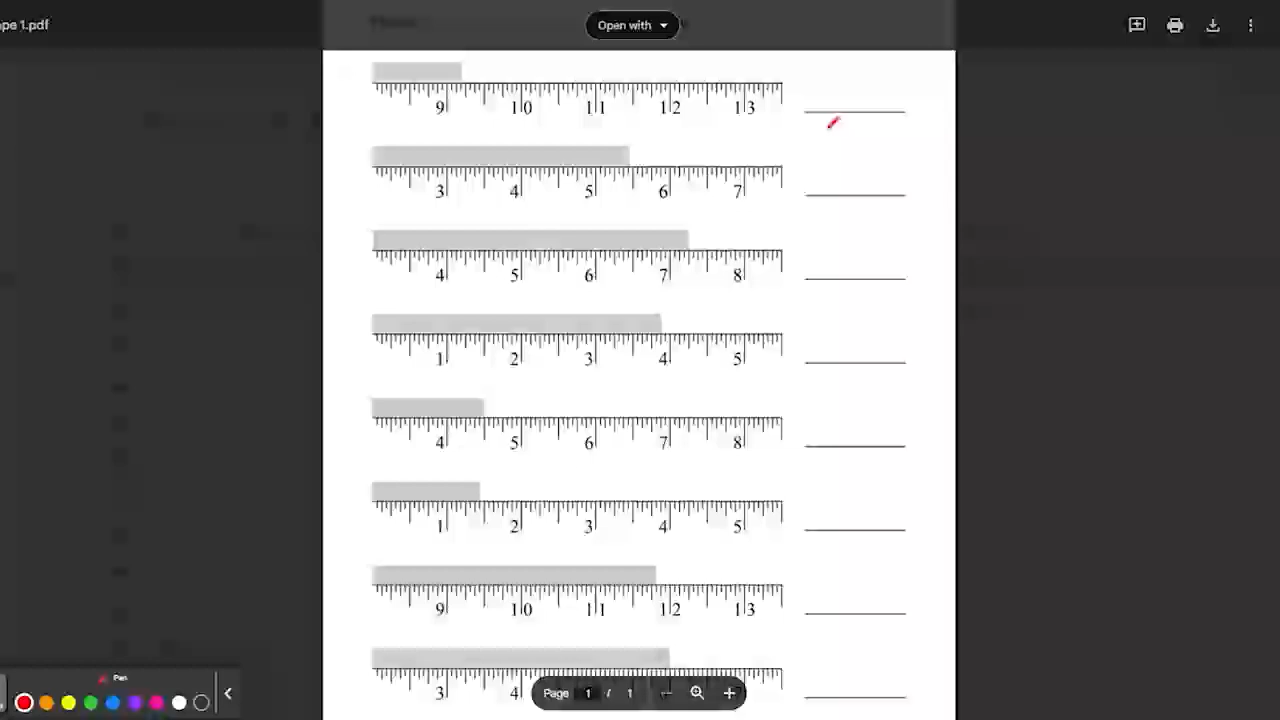 pe 1.pdf
Open with
9 10 11 12 13
3 4 5 6 7
4 5 6 7 8
1 2 3 4 5
4 5 6 7 8
1 2 3 4 5
9 10 11 12 13
3 4
Pen
Page 1 / 1